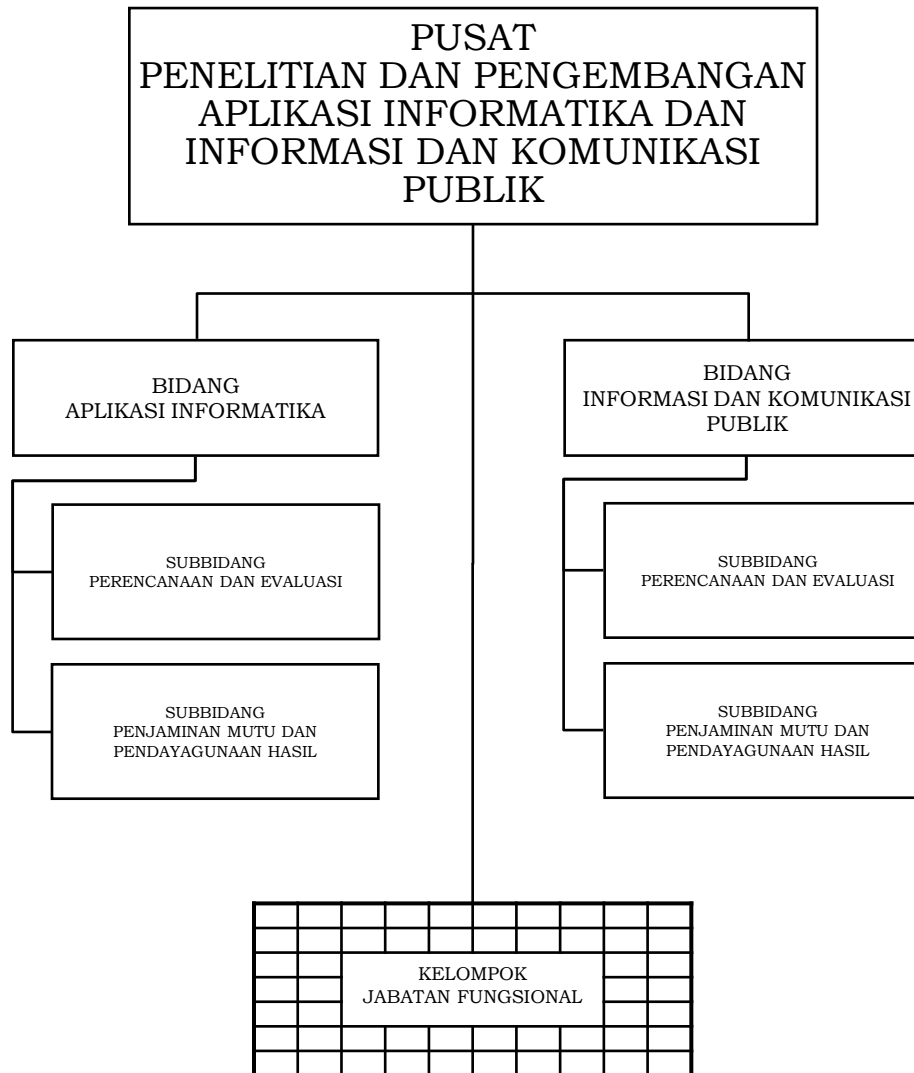 PUSAT
PENELITIAN DAN PENGEMBANGAN
APLIKASI INFORMATIKA DAN
INFORMASI DAN KOMUNIKASI
PUBLIK
BIDANG
APLIKASI INFORMATIKA
SUBBIDANG
PERENCANAAN DAN EVALUASI
SUBBIDANG
PENJAMINAN MUTU DAN
PENDAYAGUNAAN HASIL
BIDANG
INFORMASI DAN KOMUNIKASI
PUBLIK
SUBBIDANG
PERENCANAAN DAN EVALUASI
SUBBIDANG
PENJAMINAN MUTU DAN
PENDAYAGUNAAN HASIL
KELOMPOK
JABATAN FUNGSIONAL